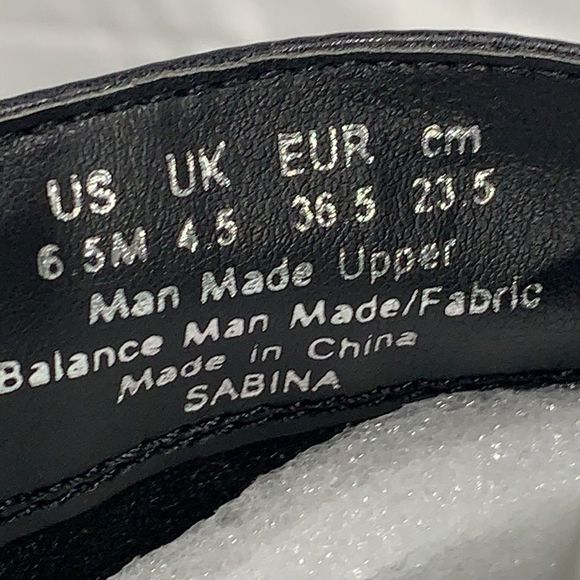 US UK EUR cm
6.5M 4.5 36.5 23.5
Man Made Upper
Balance Man Made/Fabric
Made in China
SABINA